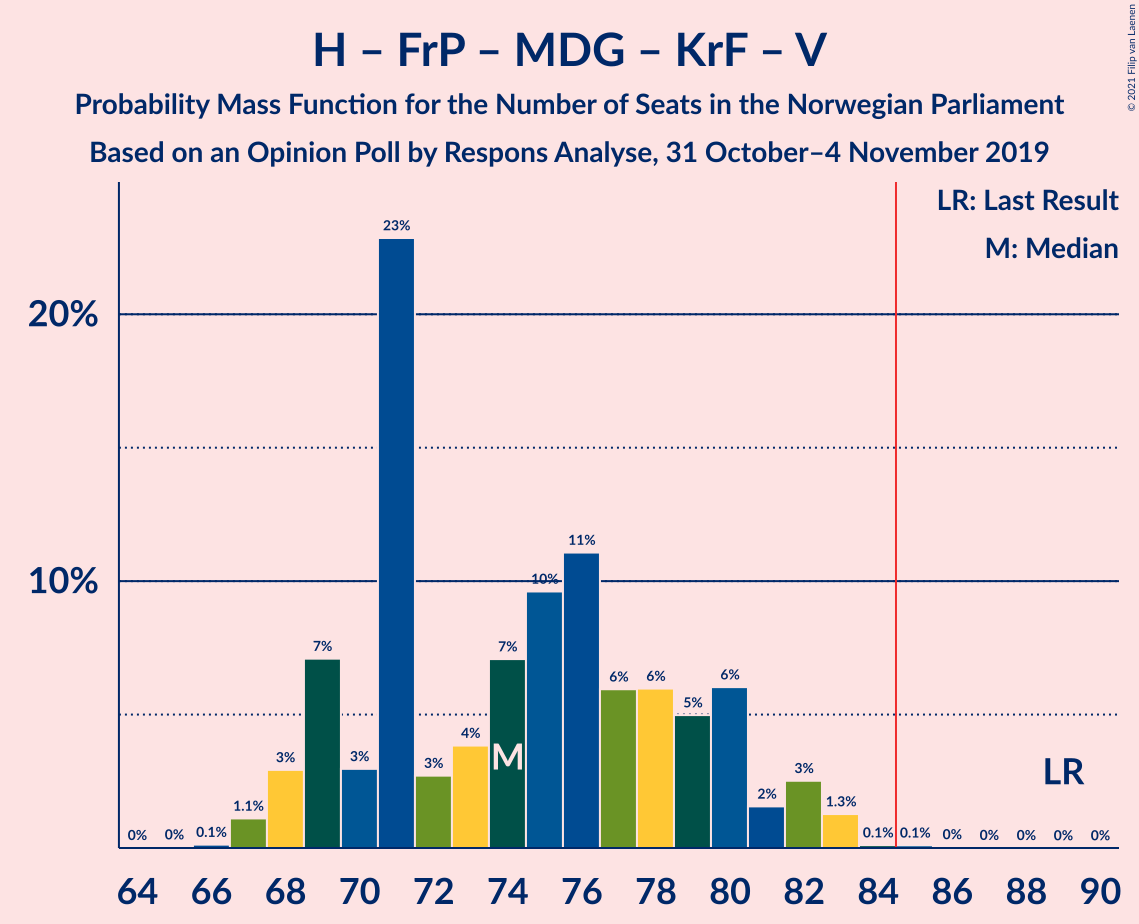 H – FrP – MDG – KrF – V
Probability Mass Function for the Number of Seats in the Norwegian Parliament
Based on an Opinion Poll by Respons Analyse, 31 October–4 November 2019
© 2021 Filip van Laenen
LR: Last Result
M: Median
20%
10%
0% 0% 0.1% 1.1% 3% 7% 3% 23% 3% 4% 7% 10% 11% 6% 6% 5% 6% 2% 3% 1.3% 0.1% 0.1% 0% 0% 0% 0% 0%
M
LR
64 66 68 70 72 74 76 78 80 82 84 86 88 90